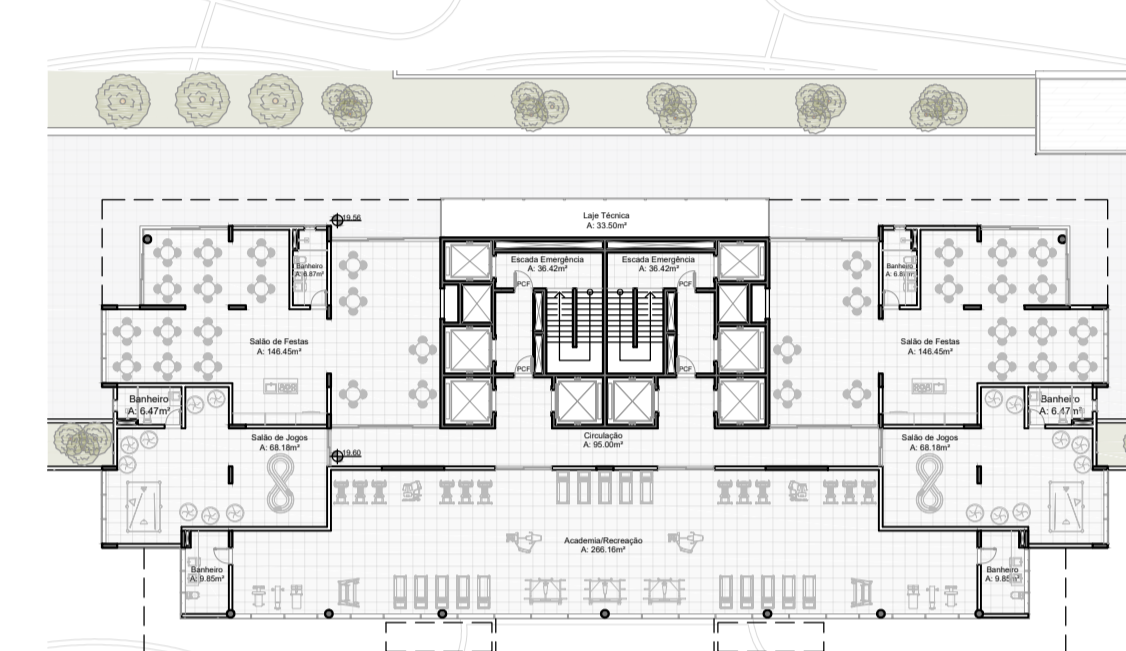 19.56
Laje Técnica
A: 33.50m²
Escada Emergência
A: 36.42m²
Escada Emergência
A: 36.42m²
Banheiro
A: 6.87m²
Banheiro
PCF
PCF
Salão de Festas
A: 146.45m²
Salão de Festas
A: 146.45m²
PCF
PCF
Banheiro
A: 6.47m²
Banheiro
A: 6.47m²
Salão de Jogos
A: 68.18m²
Circulação
A: 95.00m²
Salão de Jogos
A: 68.18m²
19.60
Academia/Recreação
A: 266.16m²
Banheiro
A: 9.85m²
Banheiro
A: 9.85m²